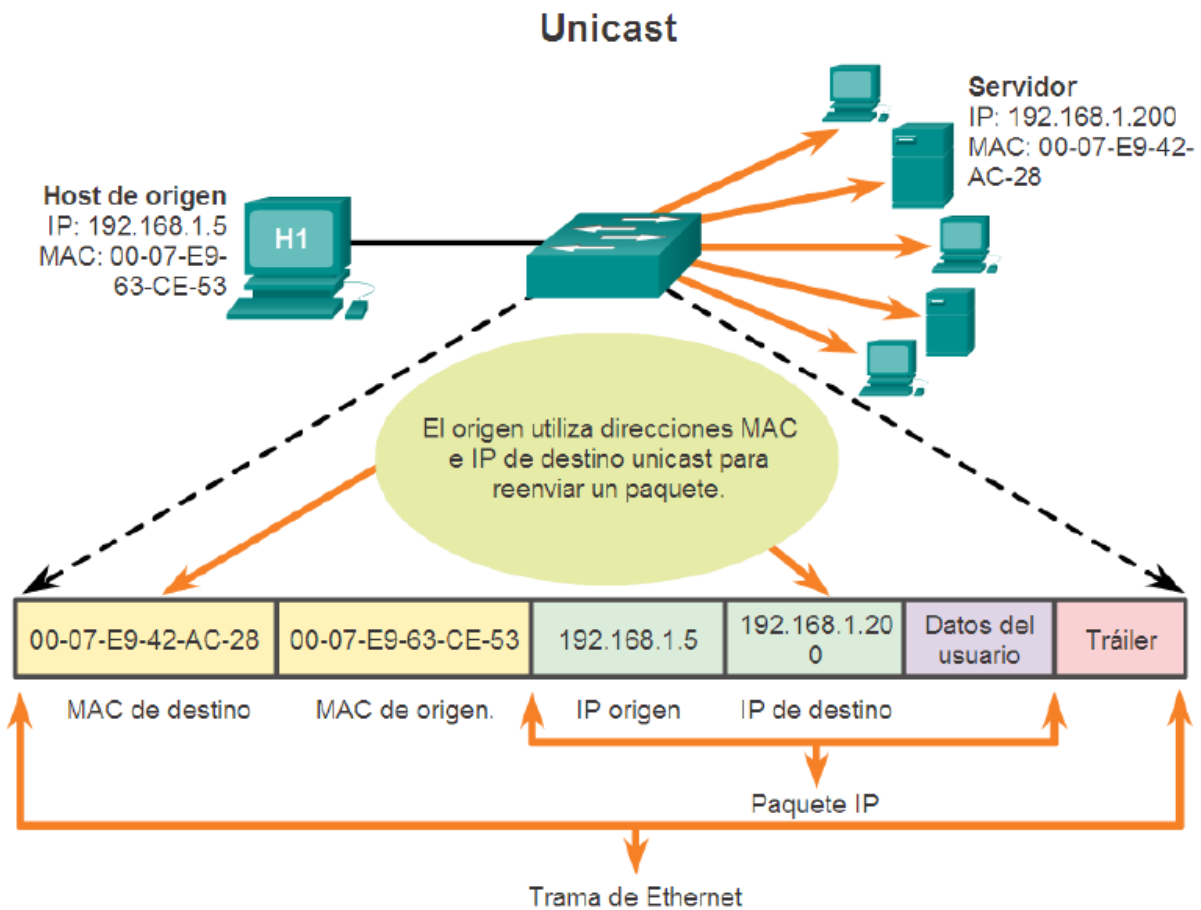 Unicast
Servidor
IP: 192.168.1.200
MAC: 00-07-E9-42-
AC-28
Host de origen
IP: 192.168.1.5
MAC: 00-07-E9-
63-CE-53
H1
El origen utiliza direcciones MAC
e IP de destino unicast para
reenviar un paquete.
00-07-E9-42-AC-28
00-07-E9-63-CE-53
192.168.1.5
192.168.1.20
0
Datos del
usuario
Tráiler
MAC de destino
MAC de origen.
IP origen
IP de destino
Paquete IP
Trama de Ethernet